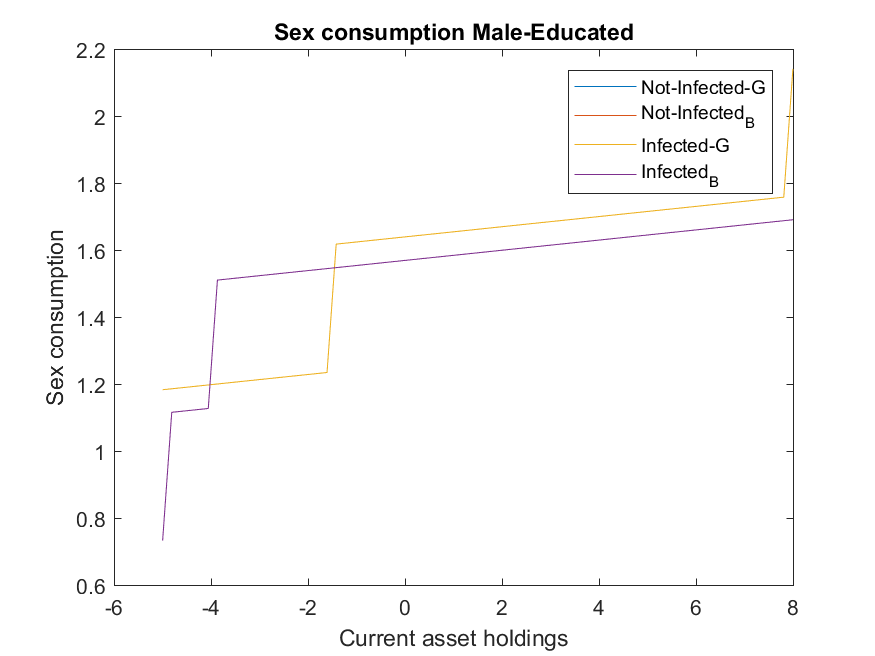 Sex consumption Male-Educated
2.2
2
1.8
1.6
1.4
1.2
1
0.8
0.6
Sex consumption
Not-Infected-G
Not-Infected_B
Infected-G
Infected_B
-6 -4 -2 0 2 4 6 8
Current asset holdings